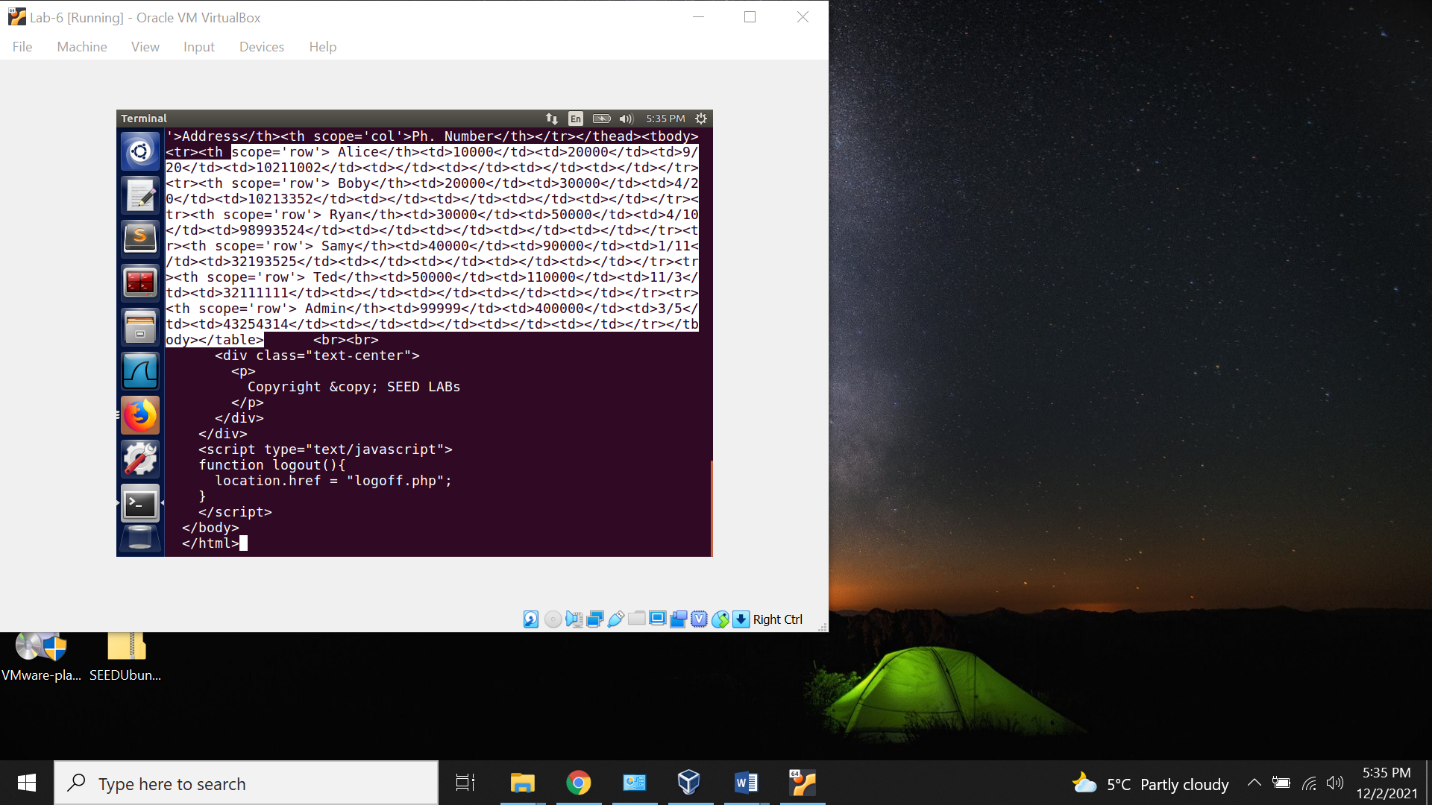 Lab-6 [Running] - Oracle VM VirtualBox
File Machine View Input Devices Help
Terminal En 5:35 PM
'>Address</th><th scope='col'>Ph. Number</th></tr></thead><tbody>
<tr><th scope='row'> Alice</th><td>10000</td><td>20000</td><td>9/
20</td><td>10211002</td><td></td><td></td><td></td><td></td></tr>
<tr><th scope='row'> Boby</th><td>20000</td><td>30000</td><td>4/2
0</td><td>10213352</td><td></td><td></td><td></td><td></td></tr><
tr><th scope='row'> Ryan</th><td>30000</td><td>50000</td><td>4/10
</td><td>98993524</td><td></td><td></td><td></td><td></td></tr><t
r><th scope='row'> Samy</th><td>40000</td><td>90000</td><td>1/11<
/td><td>32193525</td><td></td><td></td><td></td><td></td></tr><tr
><th scope='row'> Ted</th><td>50000</td><td>110000</td><td>11/3</
td><td>32111111</td><td></td><td></td><td></td><td></td></tr><tr>
<th scope='row'> Admin</th><td>99999</td><td>400000</td><td>3/5</
td><td>43254314</td><td></td><td></td><td></td><td></td></tr></tb
ody></table>      <br><br>
      <div class="text-center">
        <p>
          Copyright &copy; SEED LABs
        </p>
      </div>
    </div>
    <script type="text/javascript">
    function logout(){
      location.href = "logoff.php";
    }
    </script>
  </body>
  </html>
Right Ctrl
VMware-pla... SEEDUbun...
Type here to search
5°C Partly cloudy
5:35 PM
12/2/2021